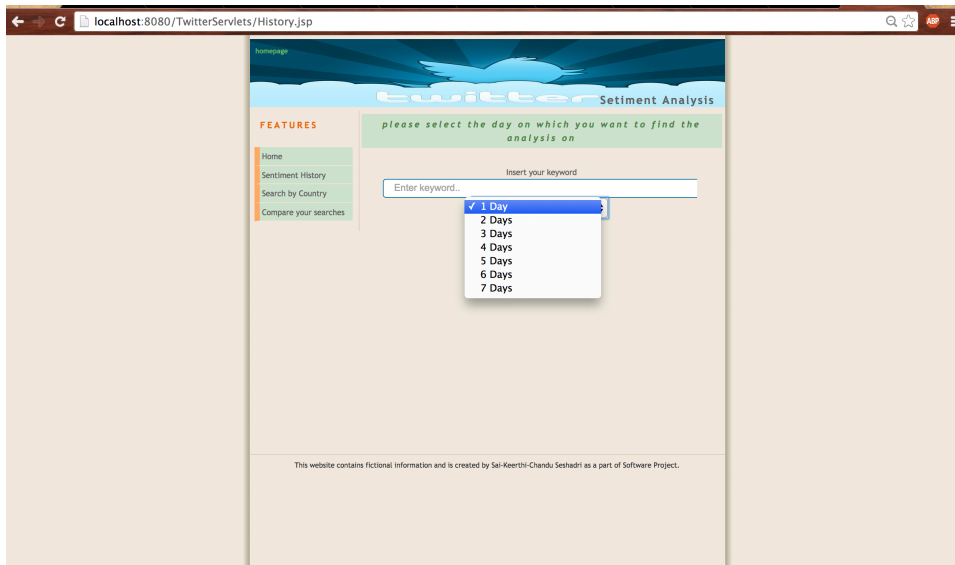 localhost:8080/TwitterServlets/History.jsp
ABP
homepage
twitter
Setiment Analysis
FEATURES
please select the day on which you want to find the
analysis on
Home
Sentiment History
Search by Country
Compare your searches
Insert your keyword
Enter keyword..
✓ 1 Day
2 Days
3 Days
4 Days
5 Days
6 Days
7 Days
This website contains fictional information and is created by Sai-Keerthi-Chandu Seshadri as a part of Software Project.